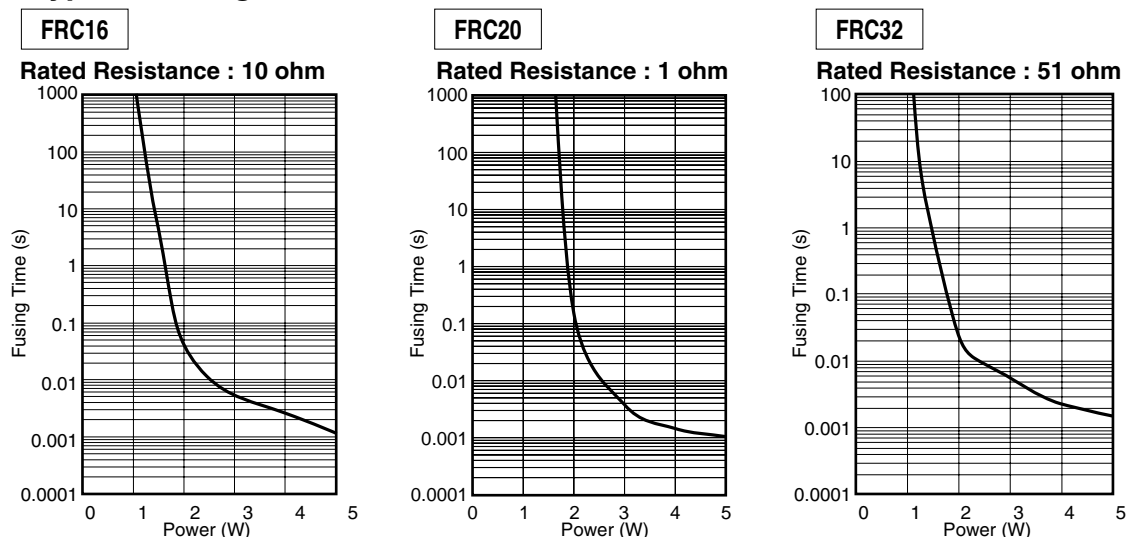 FRC16
Rated Resistance : 10 ohm
1000
100
10
1
0.1
0.01
0.001
0.0001
Fusing Time (s)
0 1 2 3 4 5
Power (W)
FRC20
Rated Resistance : 1 ohm
1000
100
10
1
0.1
0.01
0.001
0.0001
Fusing Time (s)
0 1 2 3 4 5
Power (W)
FRC32
Rated Resistance : 51 ohm
100
10
1
0.1
0.01
0.001
0.0001
Fusing Time (s)
0 1 2 3 4 5
Power (W)